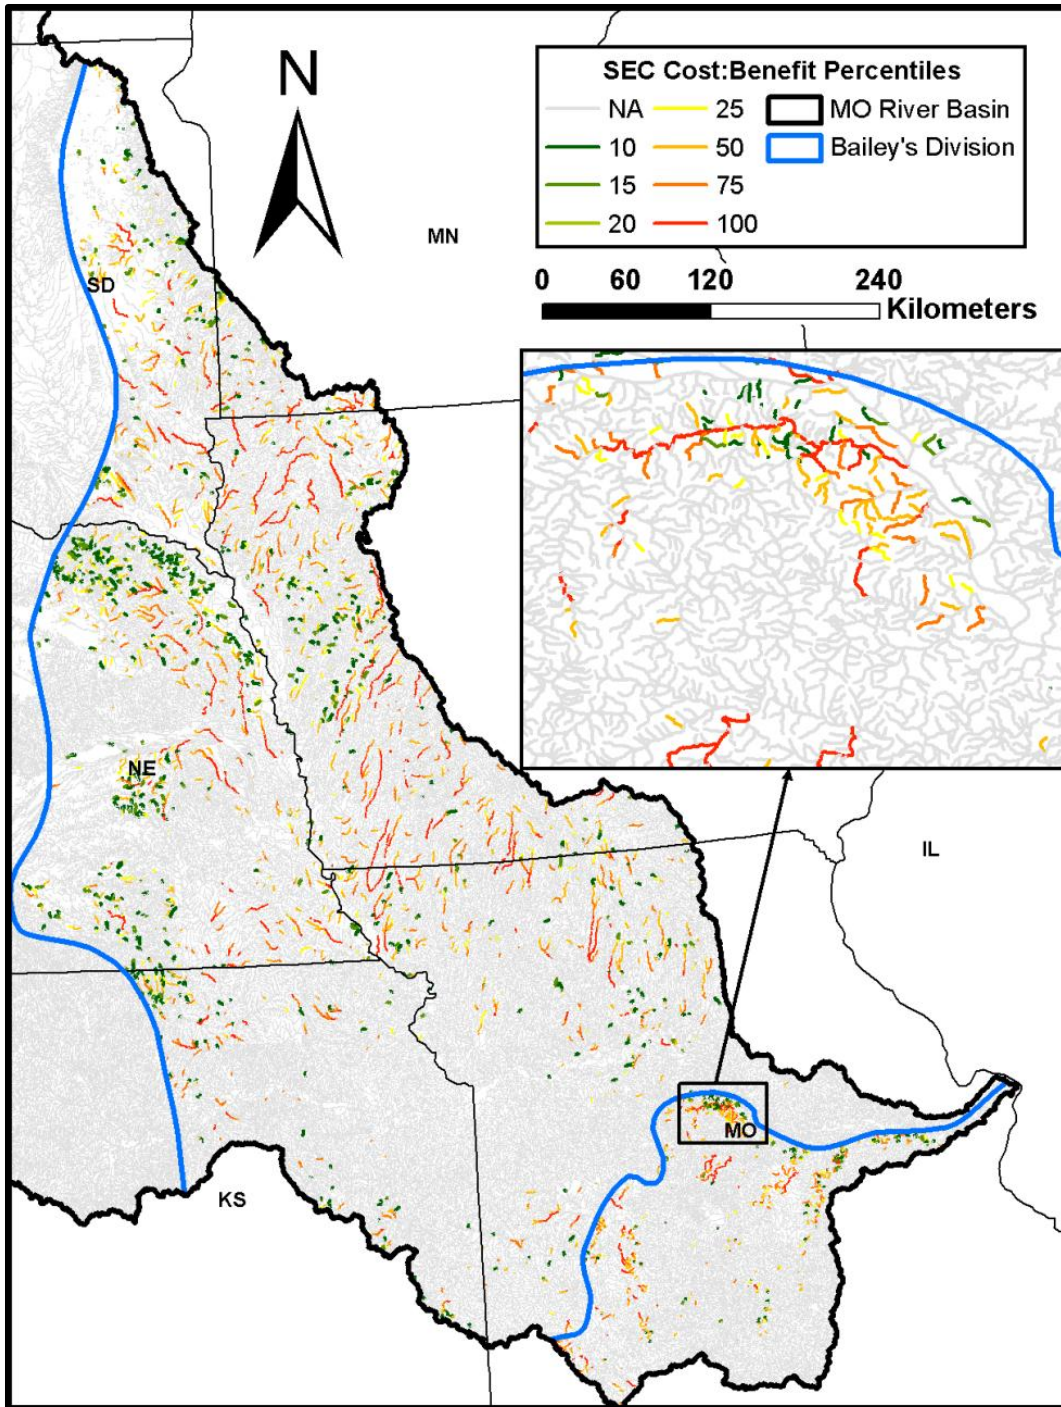 N
SEC Cost:Benefit Percentiles
NA 25 MO River Basin
10 50 Bailey's Division
15 75
20 100
MN
SD
0 60 120 240
Kilometers
NE
IL
MO
KS